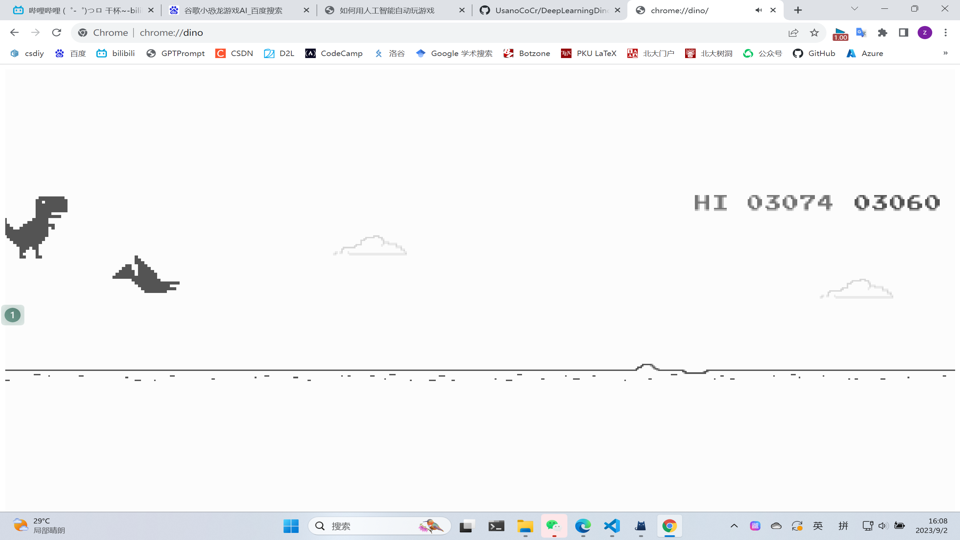 哔哩哔哩 (゜-゜)つロ 干杯~-bili
谷歌小恐龙游戏AI_百度搜索
如何用人工智能自动玩游戏
UsanoCoCr/DeepLearningDin
chrome://dino/
Chrome | chrome://dino
1.00
z
csdiy
百度
bilibili
GPTPrompt
CSDN
D2L
CodeCamp
洛谷
Google 学术搜索
Botzone
PKU LaTeX
北大门户
北大树洞
公众号
GitHub
Azure
»
HI 03074 03060
1
29°C
局部晴朗
搜索
英
拼
16:08
2023/9/2